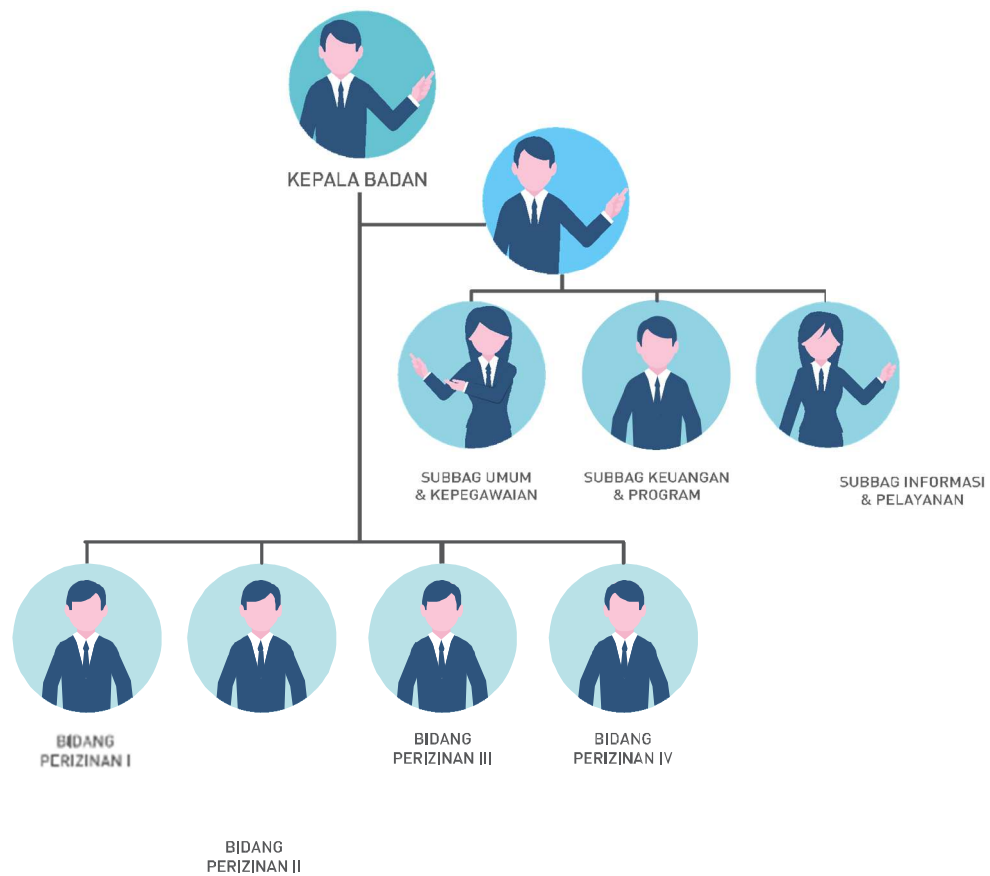 KEPALA BADAN
SUBBAG UMUM
& KEPEGAWAIAN
SUBBAG KEUANGAN
& PROGRAM
SUBBAG INFORMASI
& PELAYANAN
BIDANG
PERIZINAN I
BIDANG
PERIZINAN II
BIDANG
PERIZINAN III
BIDANG
PERIZINAN IV